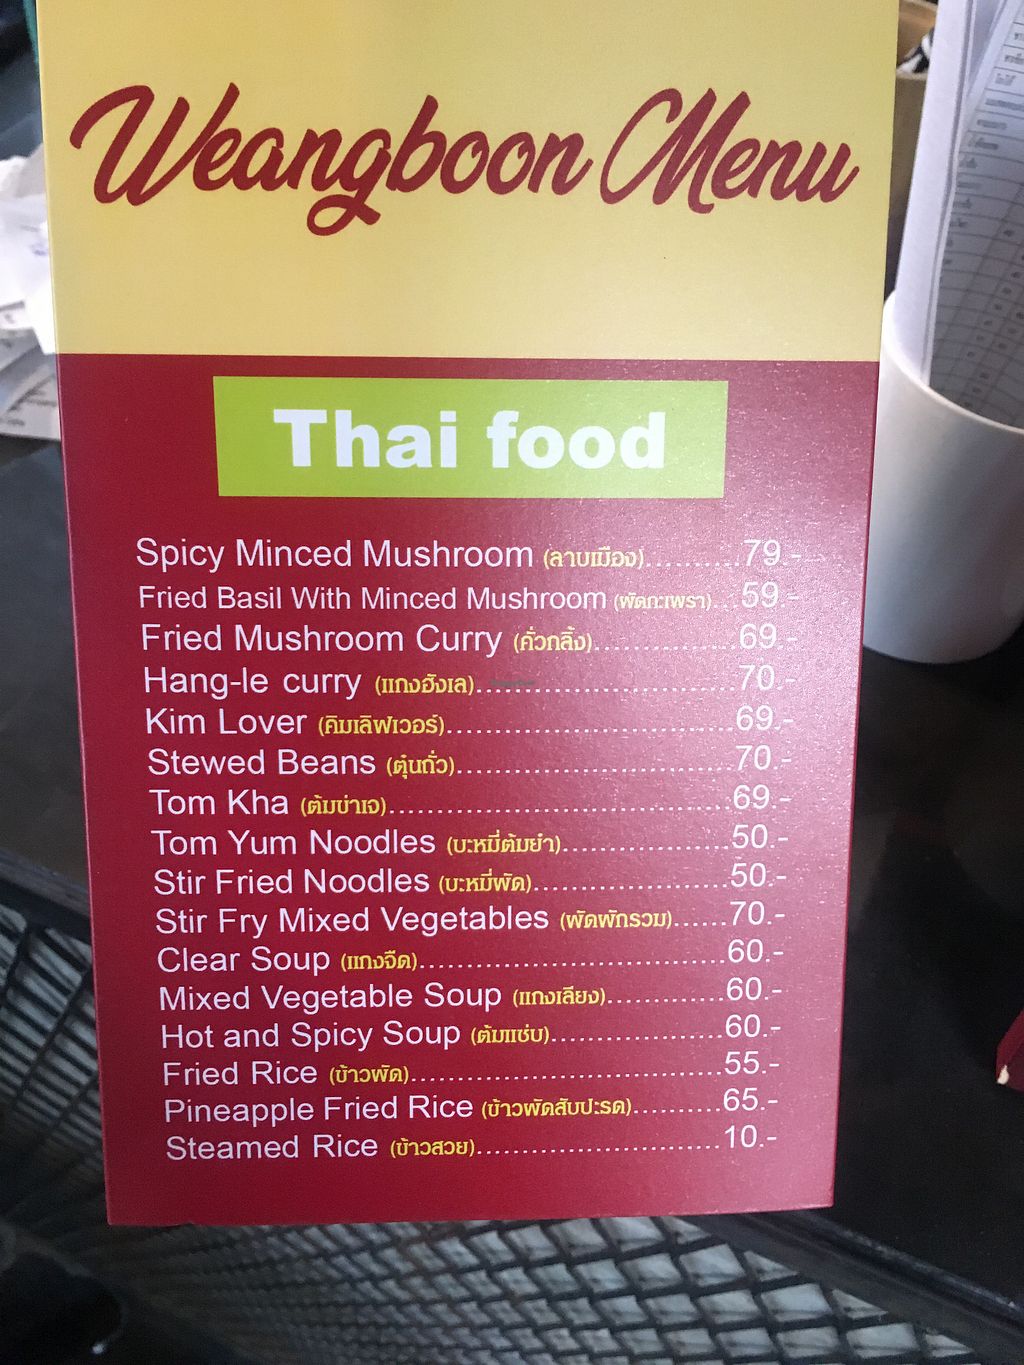 Weangboon Menu
Thai food
Spicy Minced Mushroom (ลาบเมือง)..........79.-
Fried Basil With Minced Mushroom (ผัดกะเพรา)...59.-
Fried Mushroom Curry (คั่วกลิ้ง)...............69.-
Hang-le curry (แกงฮังเล)...........................70.-
Kim Lover (คิมเลิฟเวอร์)..............................69.-
Stewed Beans (ตุ๋นถั่ว).............................70.-
Tom Kha (ต้มข่าเจ)....................................69.-
Tom Yum Noodles (บะหมี่ต้มยำ)..................50.-
Stir Fried Noodles (บะหมี่ผัด).....................50.-
Stir Fry Mixed Vegetables (ผัดผักรวม)......70.-
Clear Soup (แกงจืด).................................60.-
Mixed Vegetable Soup (แกงเลียง)............60.-
Hot and Spicy Soup (ต้มแซ่บ)..................60.-
Fried Rice (ข้าวผัด).................................55.-
Pineapple Fried Rice (ข้าวผัดสับปะรด).........65.-
Steamed Rice (ข้าวสวย)..........................10.-